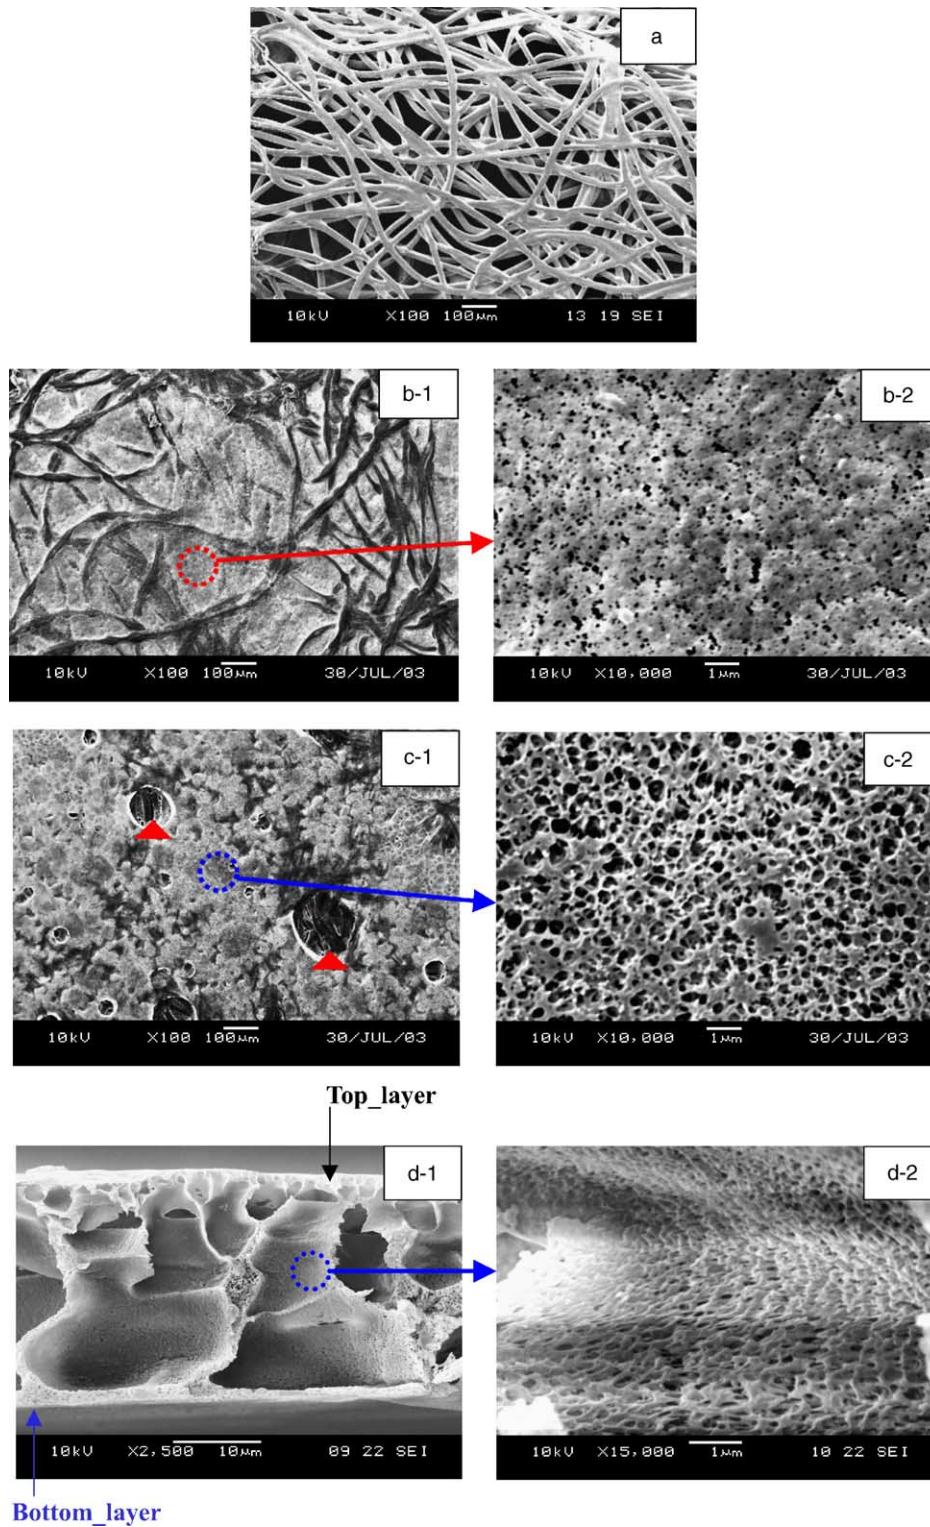 a
10kV X100 100μm 13 19 SEI
b-1
b-2
10kV X100 100μm 30/JUL/03
10kV X10,000 1μm 30/JUL/03
c-1
c-2
10kV X100 100μm 30/JUL/03
10kV X10,000 1μm 30/JUL/03
Top_layer
d-1
d-2
10kV X2,500 10μm 09 22 SEI
10kV X15,000 1μm 10 22 SEI
Bottom_layer